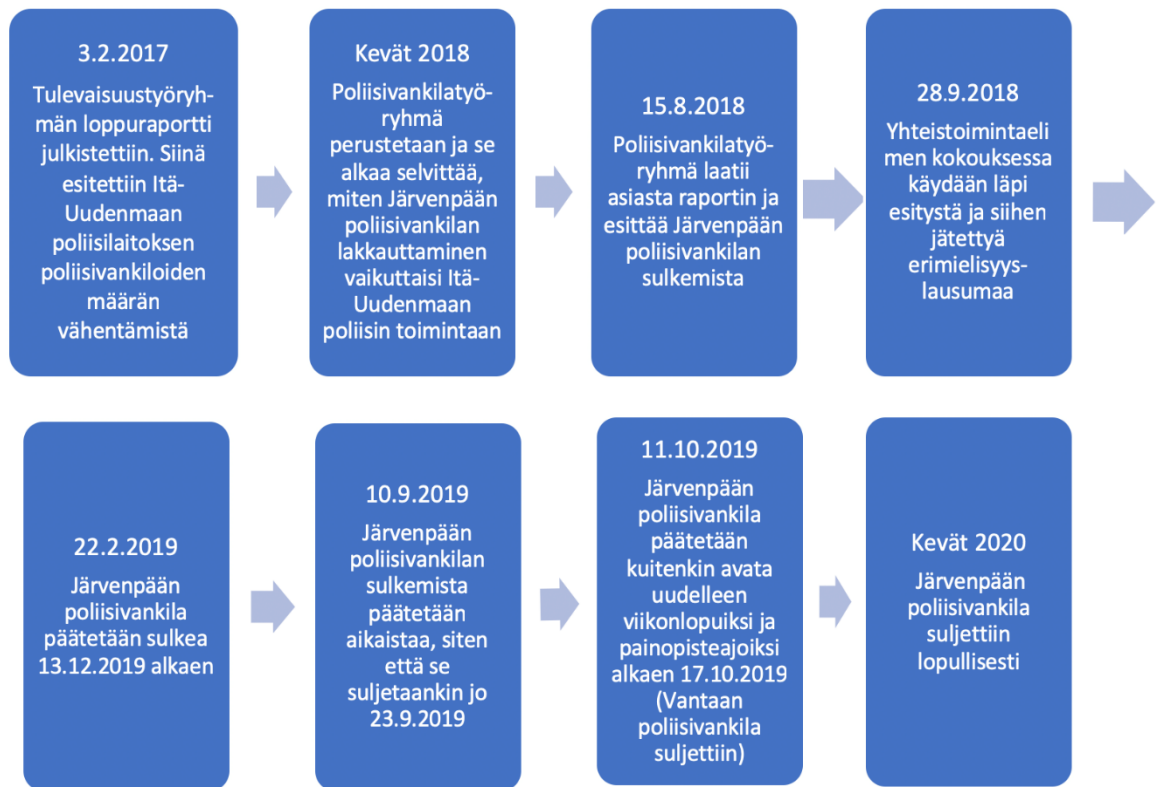 3.2.2017
Tulevaisuustyöryh-
män loppuraportti
julkistettiin. Siinä
esitettiin Itä-
Uudenmaan
poliisilaitoksen
poliisivankiloiden
määrän
vähentämistä
Kevät 2018
Poliisivankilatyö-
ryhmä
perustetaan ja se
alkaa selvittää,
miten Järvenpään
poliisivankilan
lakkauttaminen
vaikuttaisi Itä-
Uudenmaan
poliisin toimintaan
15.8.2018
Poliisivankilatyö-
ryhmä laatii
asiasta raportin ja
esittää Järvenpään
poliisivankilan
sulkemista
28.9.2018
Yhteistoimintaeli
men kokouksessa
käydään läpi
esitystä ja siihen
jätettyä
erimielisyys-
lausumaa
22.2.2019
Järvenpään
poliisivankila
päätetään sulkea
13.12.2019 alkaen
10.9.2019
Järvenpään
poliisivankilan
sulkemista
päätetään
aikaistaa, siten
että se
suljetaankin jo
23.9.2019
11.10.2019
Järvenpään
poliisivankila
päätetään
kuitenkin avata
uudelleen
viikonlopuiksi ja
painopisteajoiksi
alkaen 17.10.2019
(Vantaan
poliisivankila
suljettiin)
Kevät 2020
Järvenpään
poliisivankila
suljettiin
lopullisesti